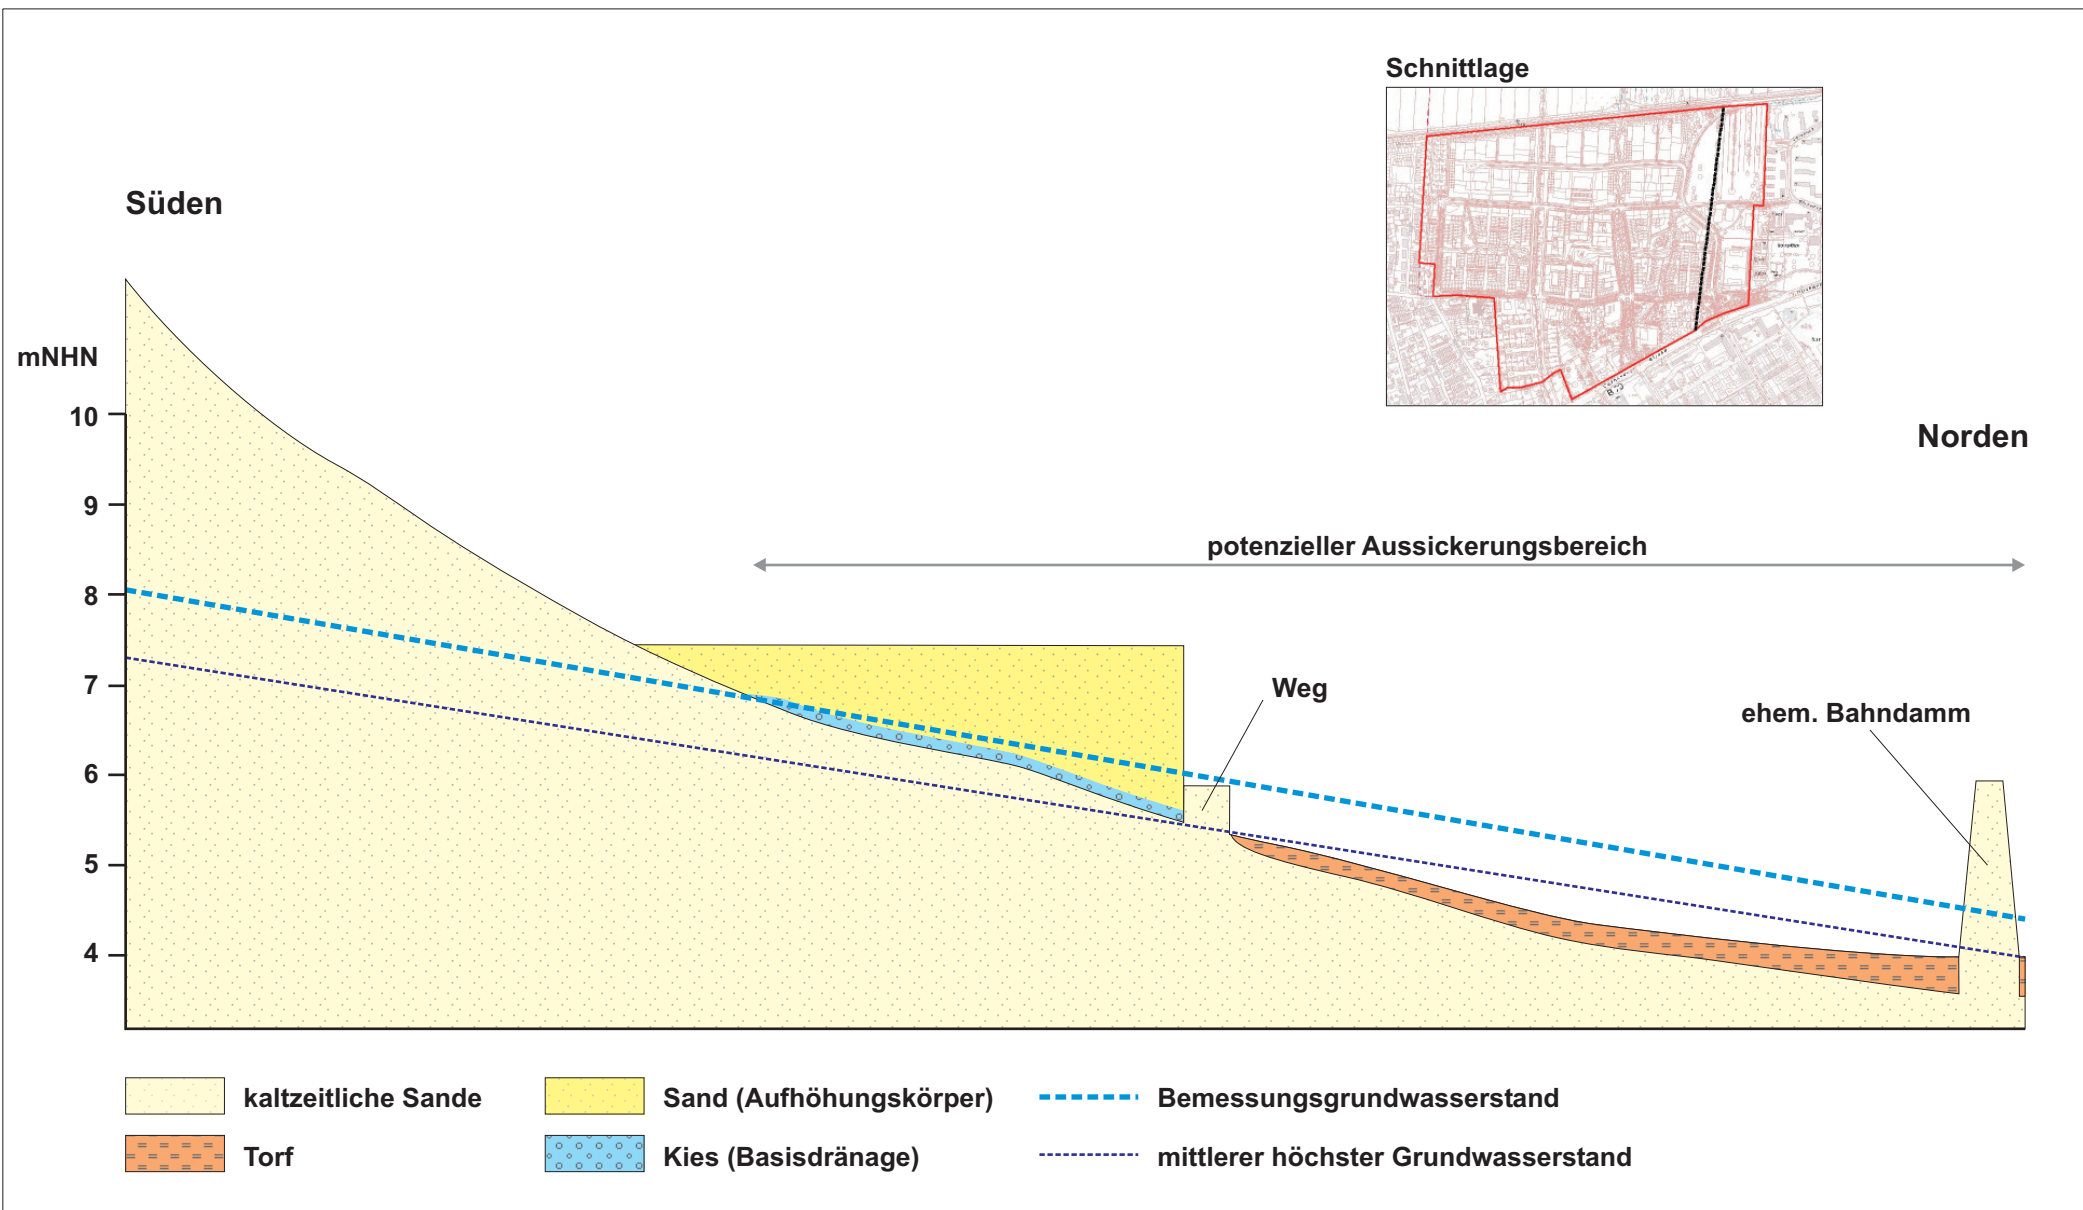 Schnittlage
Süden
mNHN
10
Norden
9
potenzieller Aussickerungsbereich
8
7
Weg
ehem. Bahndamm
6
5
4
kaltzeitliche Sande
Sand (Aufhöhungskörper)
Bemessungsgrundwasserstand
Torf
Kies (Basisdränage)
mittlerer höchster Grundwasserstand